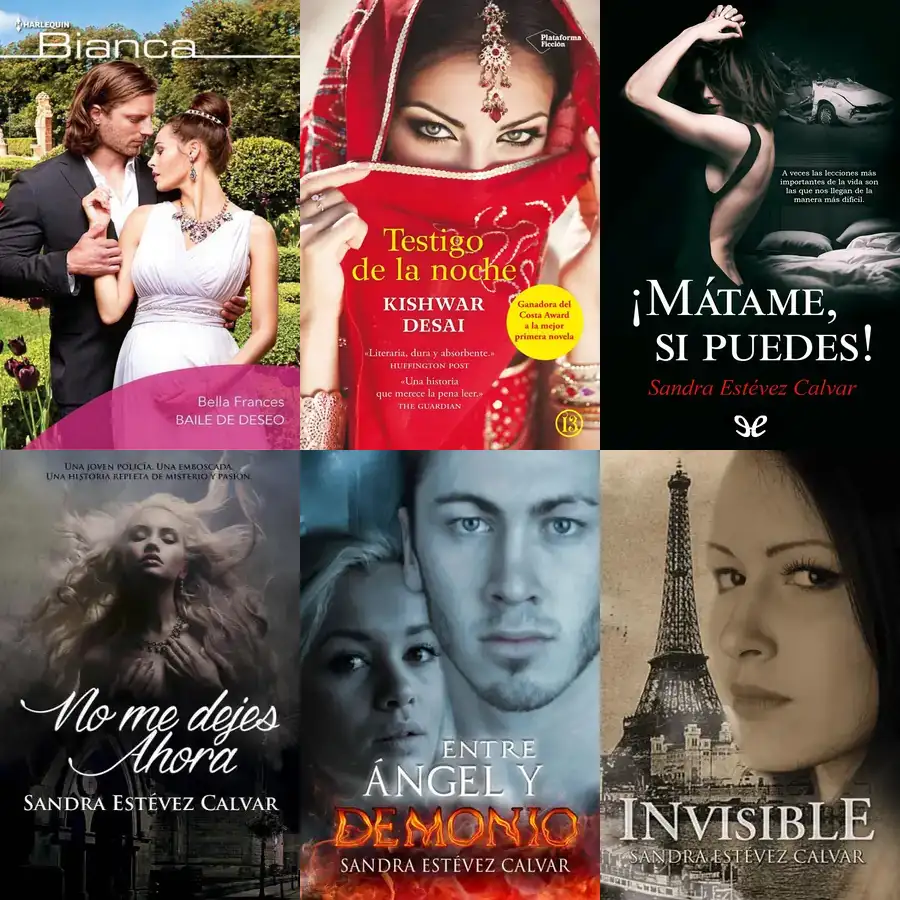 HARLEQUIN
Bianca
Bella Frances
BAILE DE DESEO
Plataforma
Ficción
Testigo
de la noche
KISHWAR
DESAI
Ganadora del
Costa Award
a la mejor
primera novela
«Literaria, dura y absorbente.»
HUFFINGTON POST
«Una historia
que merece la pena leer.»
THE GUARDIAN
13
A veces las lecciones más
importantes de la vida son
las que nos llegan de la
manera más difícil.
¡MÁTAME,
SI PUEDES!
Sandra Estévez Calvar
UNA JOVEN POLICÍA. UNA EMBOSCADA.
UNA HISTORIA REPLETA DE MISTERIO Y PASIÓN.
No me dejes
Ahora
SANDRA ESTÉVEZ CALVAR
ENTRE
ÁNGEL Y
DEMONIO
SANDRA ESTÉVEZ CALVAR
INVISIBLE
SANDRA ESTÉVEZ CALVAR